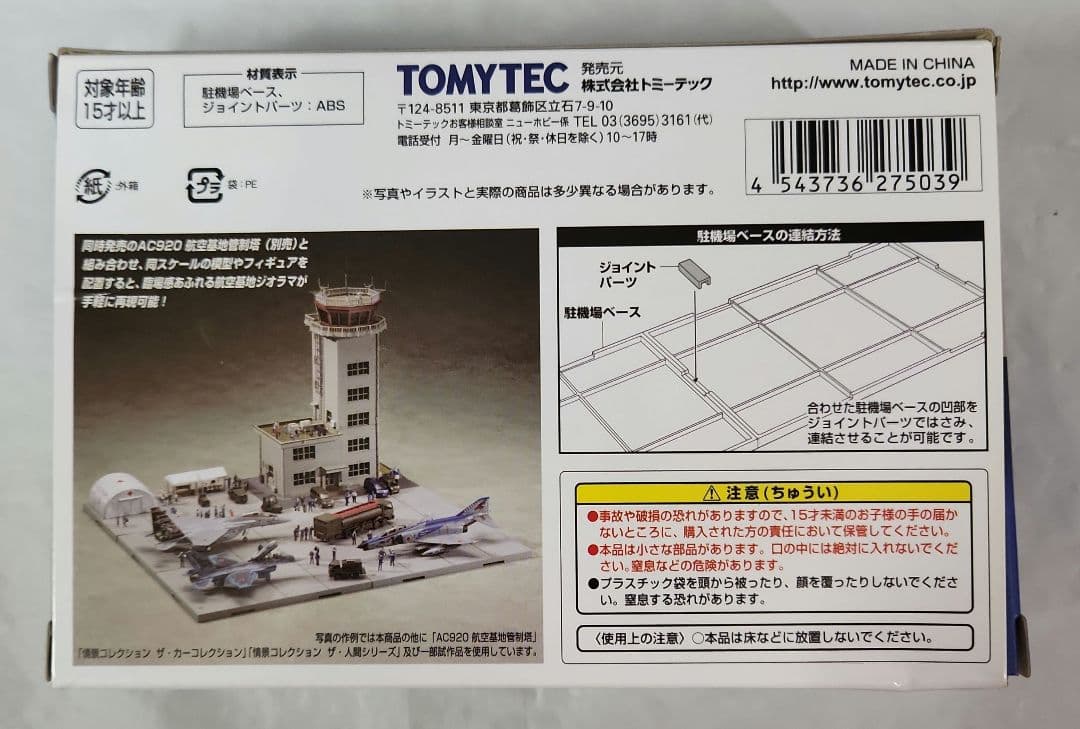 対象年齢
15才以上
材質表示
駐機場ベース、
ジョイントパーツ：ABS
TOMYTEC
発売元
株式会社トミーテック
〒124-8511 東京都葛飾区立石7-9-10
トミーテックお客様相談室 ニューホビー係 TEL 03(3695)3161(代)
電話受付 月～金曜日(祝・祭・休日を除く)10～17時
MADE IN CHINA
http://www.tomytec.co.jp
紙 外箱
プラ 袋：PE
※写真やイラストと実際の商品は多少異なる場合があります。
4 543736 275039
同時発売のAC920 航空基地管制塔（別売）と
組み合わせ、同スケールの模型やフィギュアを
配置すると、臨場感あふれる航空基地ジオラマが
手軽に再現可能！
写真の作例では本商品の他に「AC920 航空基地管制塔」
「情景コレクション ザ・カーコレクション」「情景コレクション ザ・人間シリーズ」及び一部試作品を使用しています。
駐機場ベースの連結方法
ジョイント
パーツ
駐機場ベース
合わせた駐機場ベースの凹部を
ジョイントパーツではさみ、
連結させることが可能です。
⚠注意(ちゅうい)
●事故や破損の恐れがありますので、15才未満のお子様の手の届か
ないところに、購入された方の責任において保管してください。
●本品は小さな部品があります。口の中には絶対に入れないでくだ
さい。窒息などの危険があります。
●プラスチック袋を頭から被ったり、顔を覆ったりしないでくださ
い。窒息する恐れがあります。
〈使用上の注意〉○本品は床などに放置しないでください。